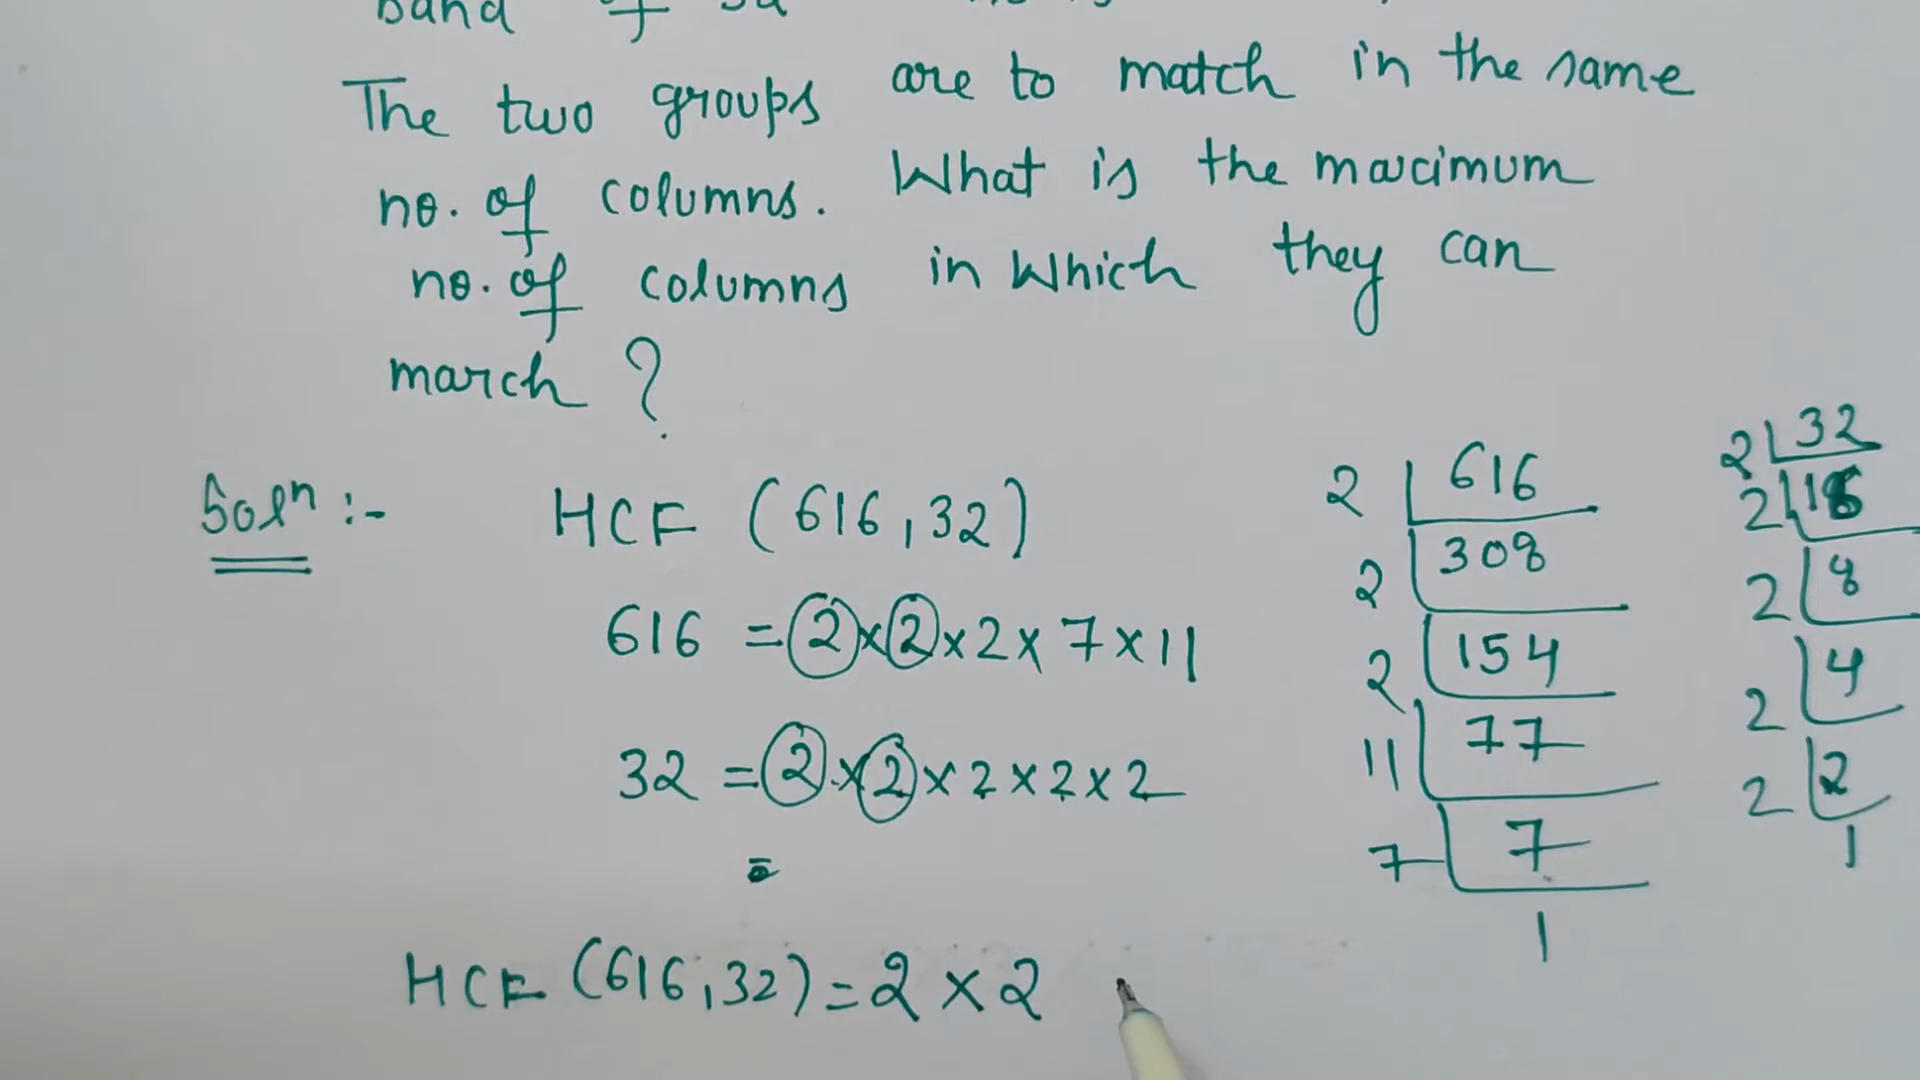 band of 32
The two groups are to match in the same
no. of columns. What is the maximum
no. of columns in which they can
march ?
Solⁿ :- HCF (616, 32)
616 = 2 × 2 × 2 × 7 × 11
32 = 2 × 2 × 2 × 2 × 2
=
HCF (616, 32) = 2 × 2
2 | 616
2 | 308
2 | 154
11 | 77
7 | 7
1
2 | 32
2 | 16
2 | 8
2 | 4
2 | 2
1